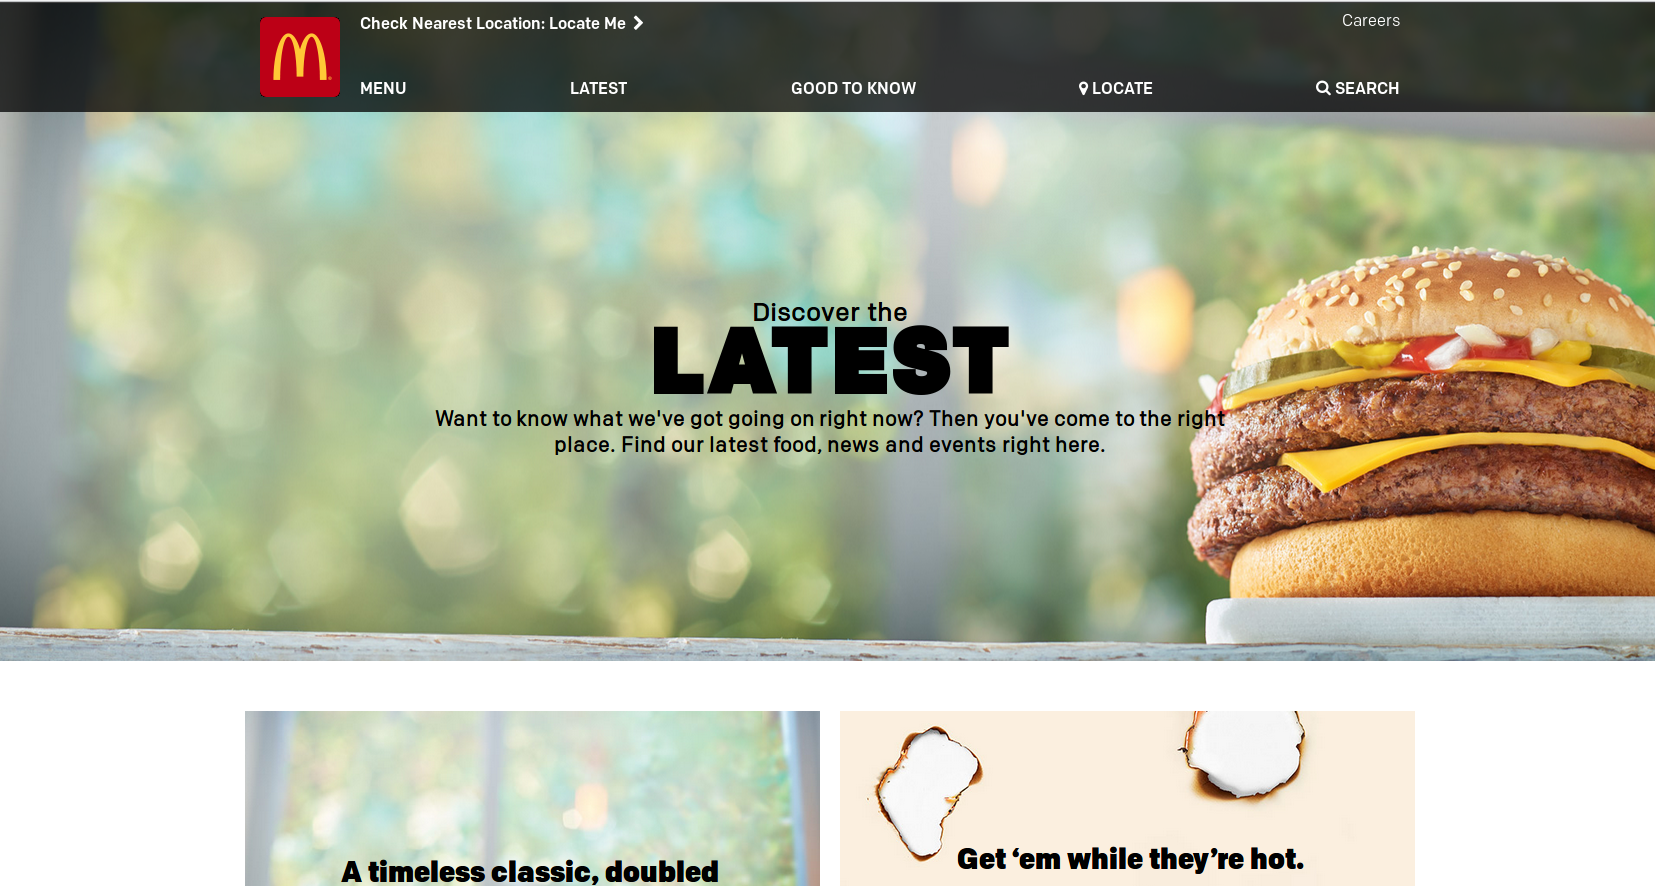 Check Nearest Location: Locate Me
Careers
MENU
LATEST
GOOD TO KNOW
LOCATE
SEARCH
Discover the
LATEST
Want to know what we've got going on right now? Then you've come to the right
place. Find our latest food, news and events right here.
A timeless classic, doubled
Get ‘em while they’re hot.